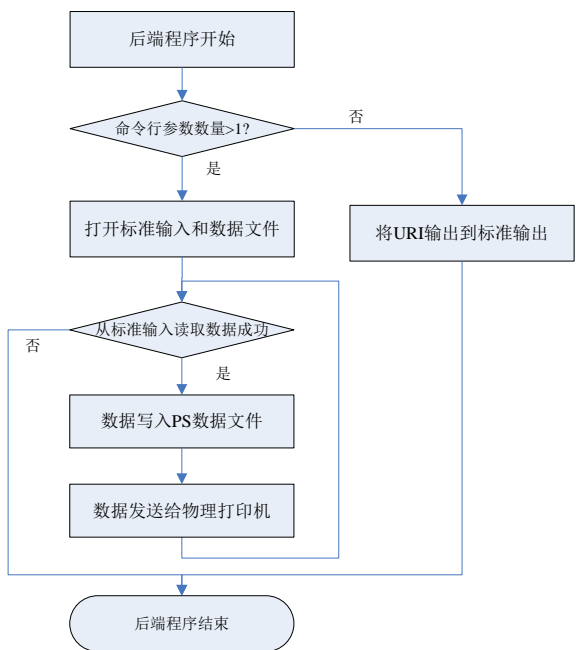 后端程序开始
命令行参数数量>1?
否
是
打开标准输入和数据文件
将URI输出到标准输出
从标准输入读取数据成功
否
是
数据写入PS数据文件
数据发送给物理打印机
后端程序结束